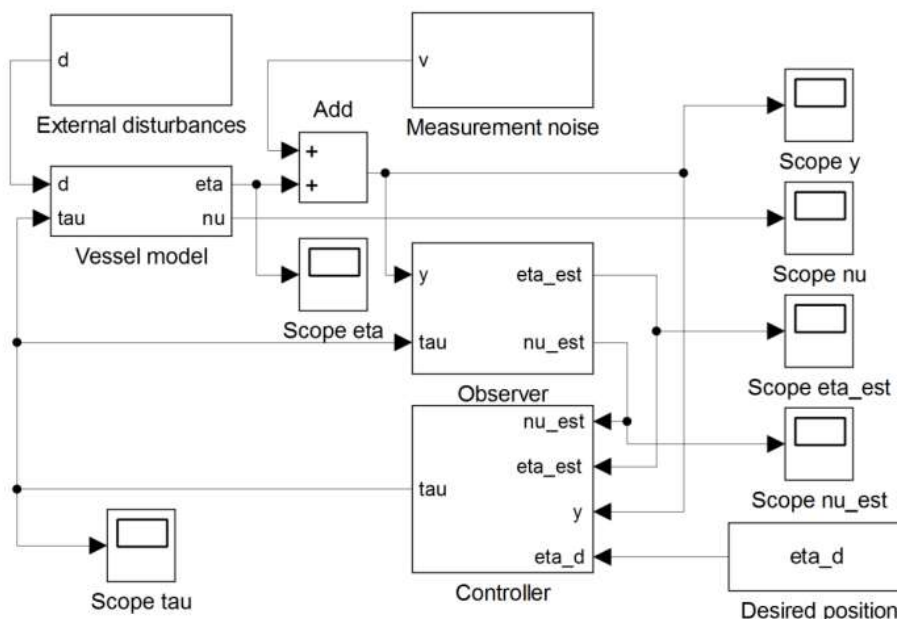 d
External disturbances
v
Measurement noise
Add
+
+
Scope y
d
eta
tau
nu
Vessel model
Scope nu
Scope eta
y
eta_est
tau
nu_est
Observer
Scope eta_est
nu_est
eta_est
tau
y
eta_d
Controller
Scope nu_est
Scope tau
eta_d
Desired position